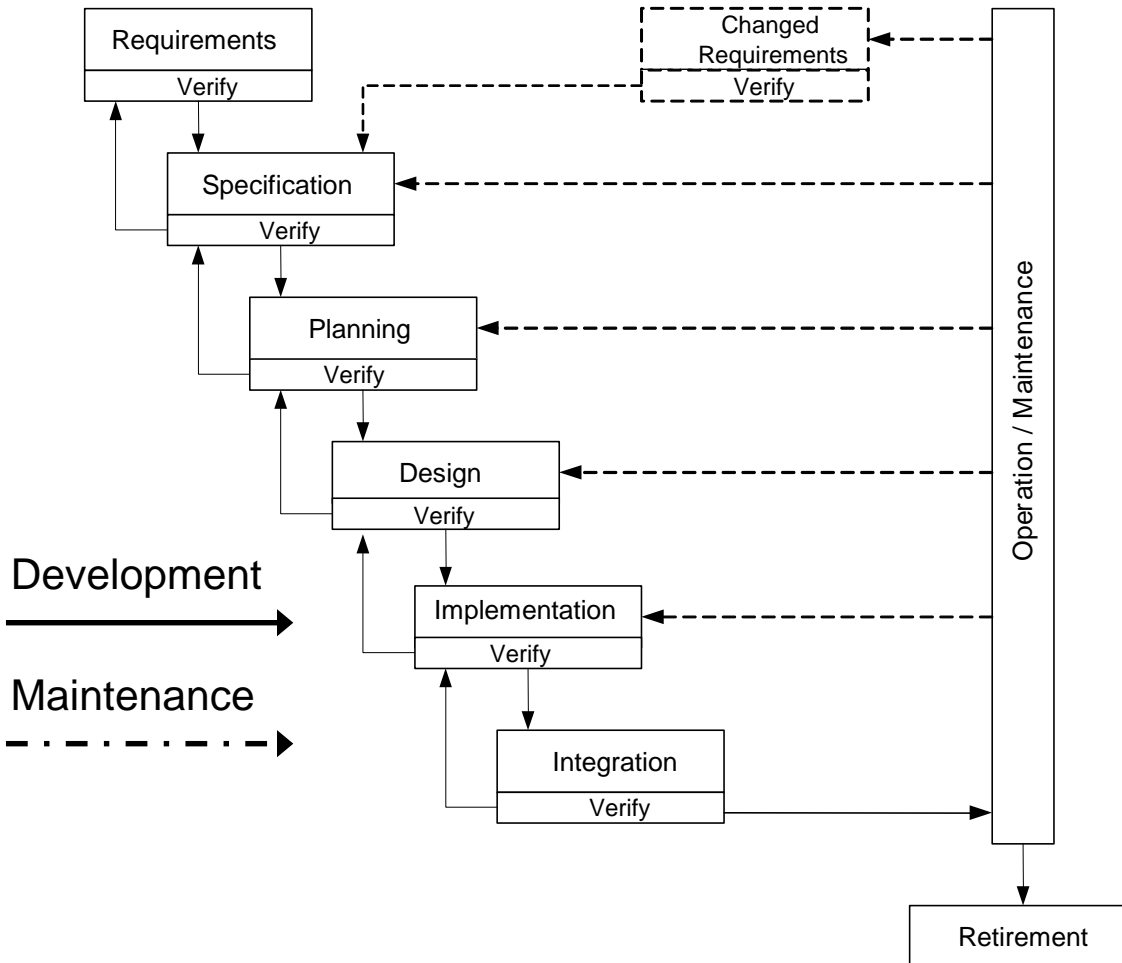 Requirements
Verify
Changed
Requirements
Verify
Specification
Verify
Planning
Verify
Design
Verify
Development
Implementation
Verify
Maintenance
Integration
Verify
Operation / Maintenance
Retirement